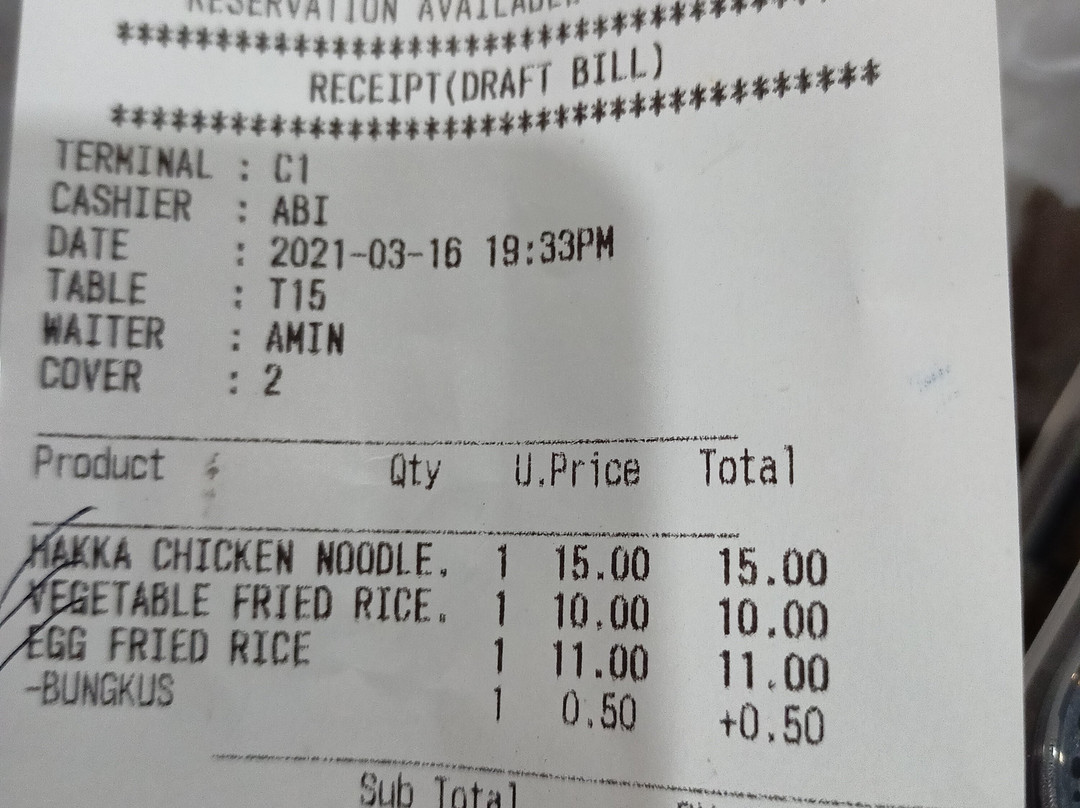 RESERVATION AVAILABLE
*************************************
RECEIPT(DRAFT BILL)
*************************************
TERMINAL : C1
CASHIER : ABI
DATE : 2021-03-16 19:33PM
TABLE : T15
WAITER : AMIN
COVER : 2
Product Qty U.Price Total
HAKKA CHICKEN NOODLE. 1 15.00 15.00
VEGETABLE FRIED RICE. 1 10.00 10.00
EGG FRIED RICE 1 11.00 11.00
-BUNGKUS 1 0.50 +0.50
Sub Total